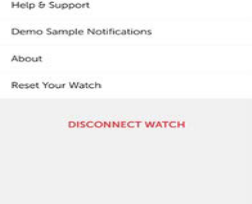 Help & Support
Demo Sample Notifications
About
Reset Your Watch
DISCONNECT WATCH